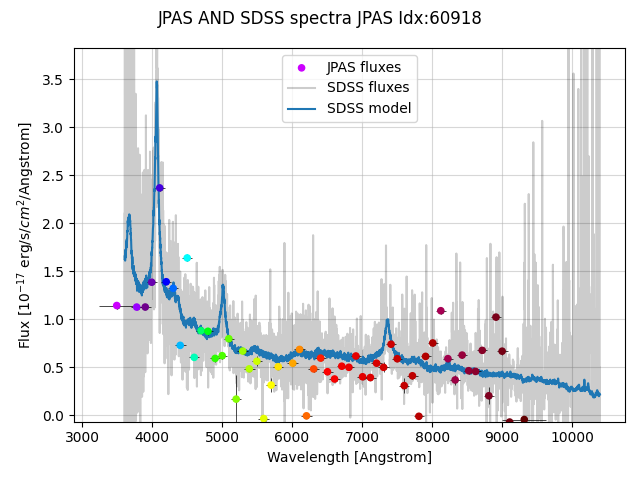 JPAS AND SDSS spectra JPAS Idx:60918
JPAS fluxes
SDSS fluxes
SDSS model
3.5
3.0
2.5
2.0
1.5
1.0
0.5
0.0
Flux [10⁻¹⁷ erg/s/cm²/Angstrom]
3000 4000 5000 6000 7000 8000 9000 10000
Wavelength [Angstrom]